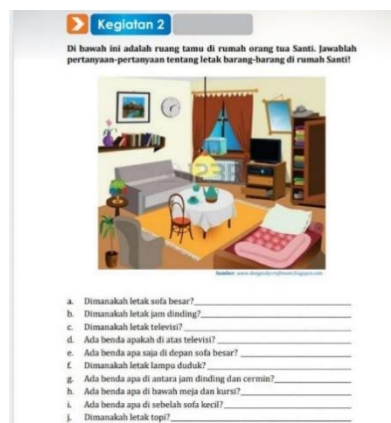 Kegiatan 2
Di bawah ini adalah ruang tamu di rumah orang tua Santi. Jawablah
pertanyaan-pertanyaan tentang letak barang-barang di rumah Santi!
Sumber:
a. Dimanakah letak sofa besar?
b. Dimanakah letak jam dinding?
c. Dimanakah letak televisi?
d. Ada benda apakah di atas televisi?
e. Ada benda apa saja di depan sofa besar?
f. Dimanakah letak lampu duduk?
g. Ada benda apa di antara jam dinding dan cermin?
h. Ada benda apa di bawah meja dan kursi?
i. Ada benda apa di sebelah sofa kecil?
j. Dimanakah letak topi?